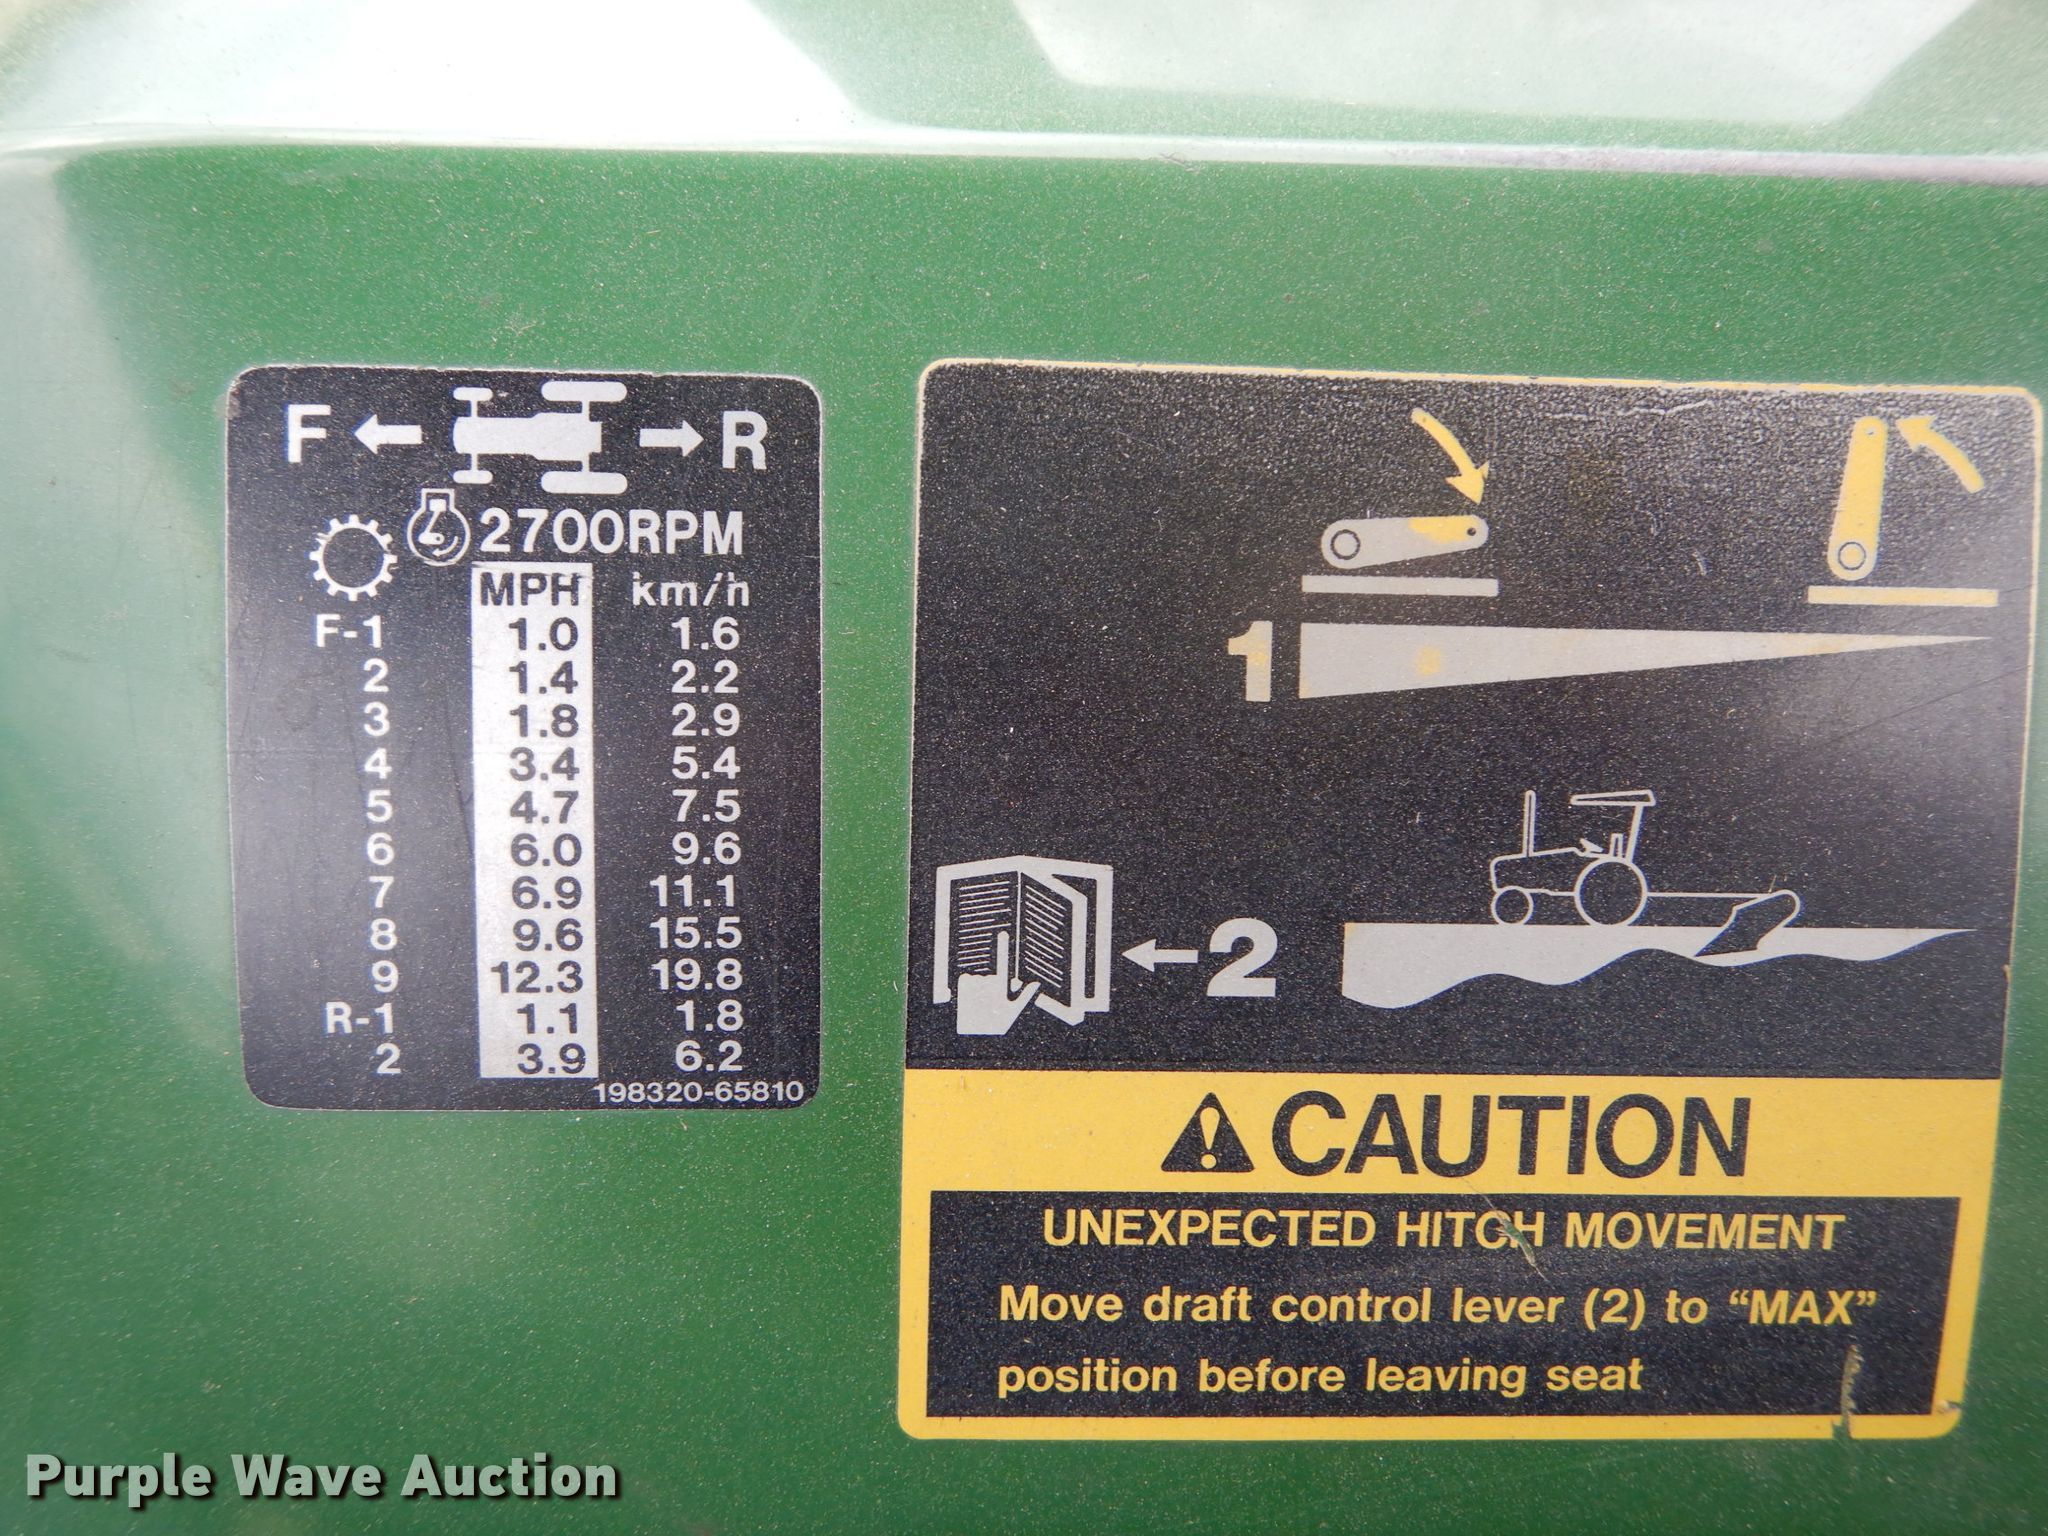 F R
2700RPM
MPH km/h
F-1 1.0 1.6
2 1.4 2.2
3 1.8 2.9
4 3.4 5.4
5 4.7 7.5
6 6.0 9.6
7 6.9 11.1
8 9.6 15.5
9 12.3 19.8
R-1 1.1 1.8
2 3.9 6.2
198320-65810
1
2
CAUTION
UNEXPECTED HITCH MOVEMENT
Move draft control lever (2) to “MAX”
position before leaving seat
Purple Wave Auction